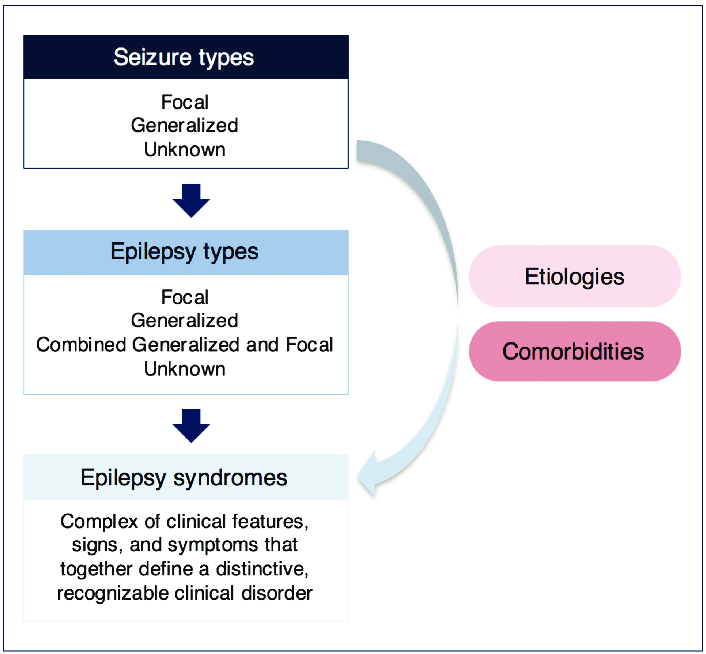 Seizure types
Focal
Generalized
Unknown
Epilepsy types
Focal
Generalized
Combined Generalized and Focal
Unknown
Epilepsy syndromes
Complex of clinical features,
signs, and symptoms that
together define a distinctive,
recognizable clinical disorder
Etiologies
Comorbidities